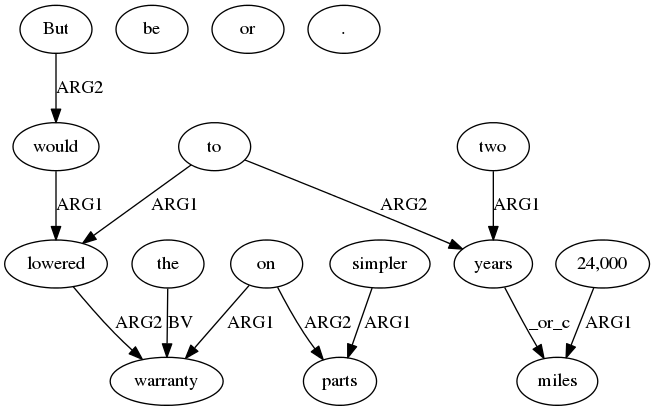 But be or .
ARG2
would to two
ARG1 ARG1 ARG2 ARG1
lowered the on simpler years 24,000
ARG2 BV ARG1 ARG2 ARG1 _or_c ARG1
warranty parts miles